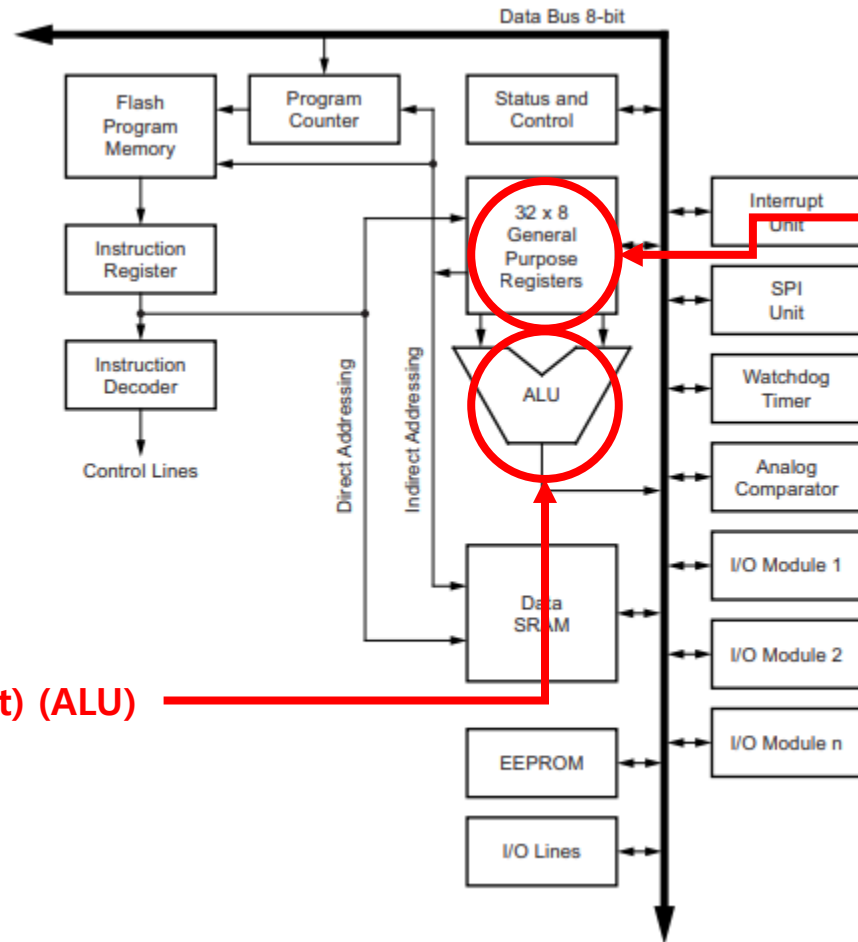 Data Bus 8-bit
Flash
Program
Memory
Program
Counter
Status and
Control
32 x 8
General
Purpose
Registers
Interrupt
Unit
Instruction
Register
SPI
Unit
Instruction
Decoder
ALU
Watchdog
Timer
Control Lines
Direct Addressing
Indirect Addressing
Analog
Comparator
I/O Module 1
Data
SRAM
I/O Module 2
t) (ALU)
I/O Module n
EEPROM
I/O Lines